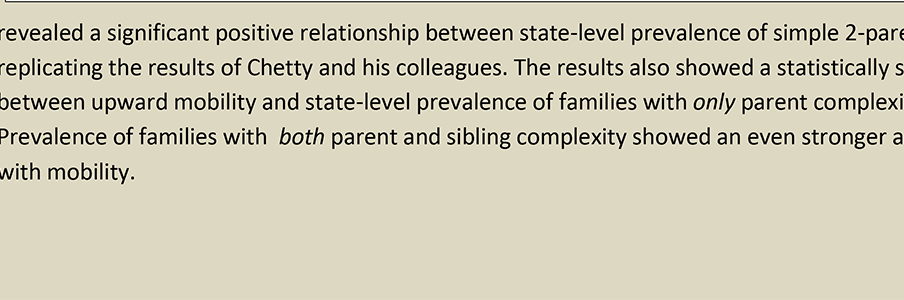 revealed a significant positive relationship between state-level prevalence of simple 2-pare
replicating the results of Chetty and his colleagues. The results also showed a statistically s
between upward mobility and state-level prevalence of families with only parent complexi
Prevalence of families with both parent and sibling complexity showed an even stronger a
with mobility.